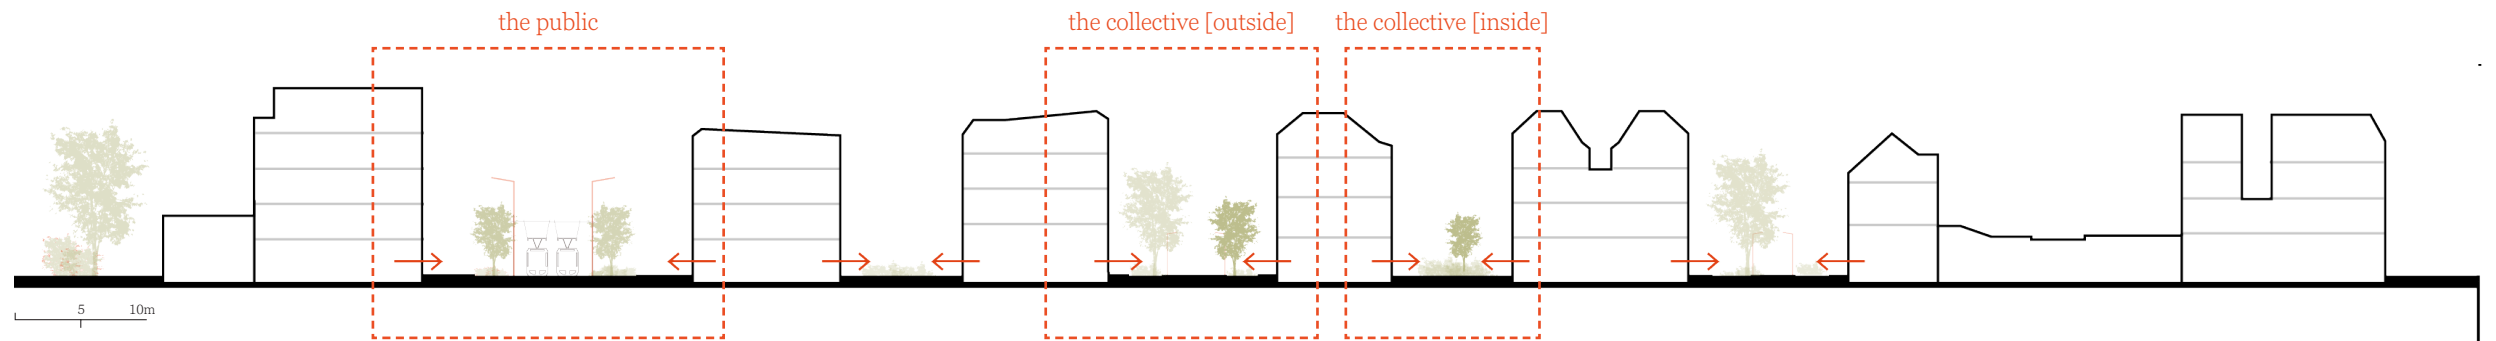 the public
the collective [outside]
the collective [inside]
5
10m